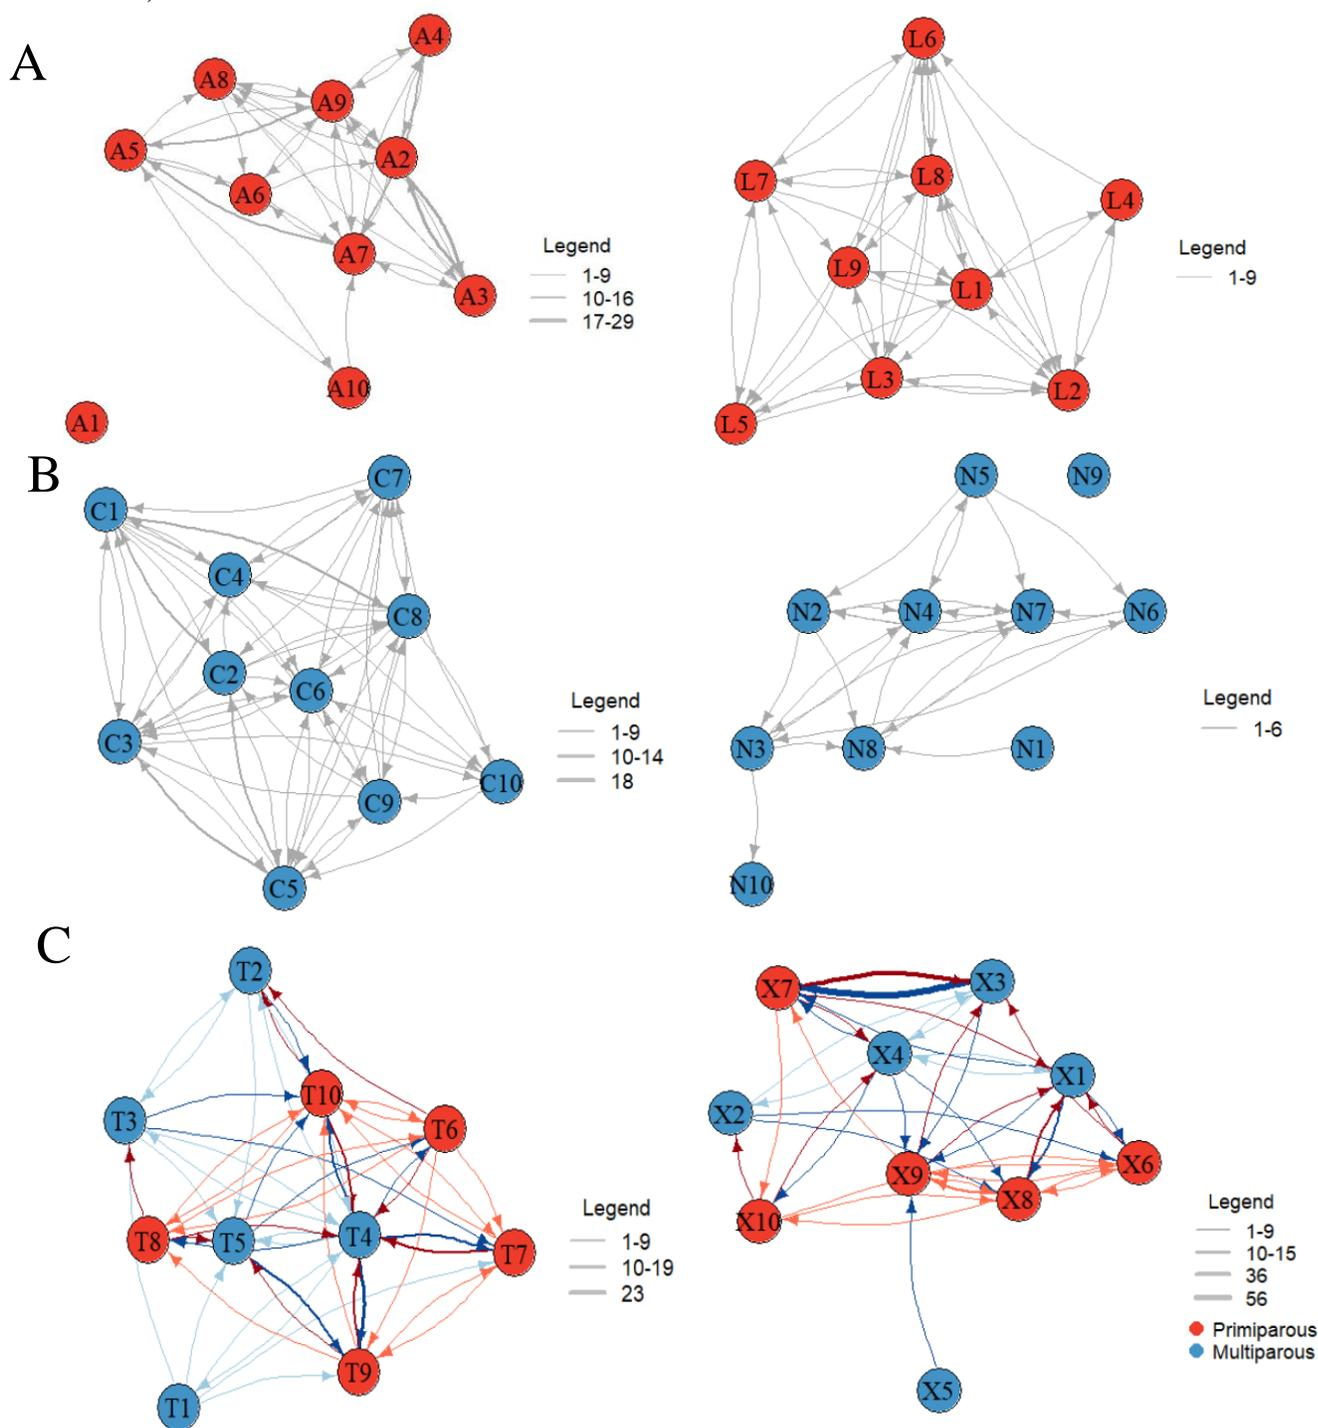 A
A4
A8
A9
A5
A2
A6
A7
A3
A10
A1
Legend
1-9
10-16
17-29
L6
L7
L8
L4
L9
L1
L3
L2
L5
Legend
1-9
B
C7
C1
C4
C8
C2
C6
C3
C10
C9
C5
Legend
1-9
10-14
18
N5
N9
N2
N4
N7
N6
N3
N8
N1
N10
Legend
1-6
C
T2
T10
T3
T6
T8
T5
T4
T7
T9
T1
Legend
1-9
10-19
23
X7
X3
X4
X1
X2
X9
X6
X8
X10
X5
Legend
1-9
10-15
36
56
Primiparous
Multiparous